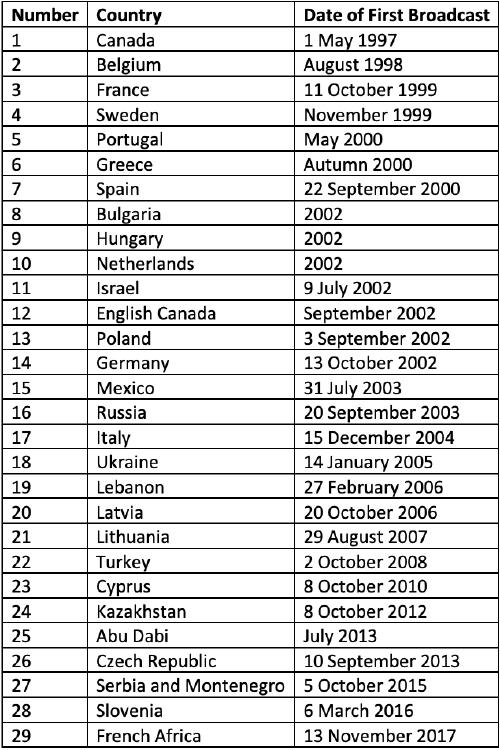 Number Country Date of First Broadcast
1 Canada 1 May 1997
2 Belgium August 1998
3 France 11 October 1999
4 Sweden November 1999
5 Portugal May 2000
6 Greece Autumn 2000
7 Spain 22 September 2000
8 Bulgaria 2002
9 Hungary 2002
10 Netherlands 2002
11 Israel 9 July 2002
12 English Canada September 2002
13 Poland 3 September 2002
14 Germany 13 October 2002
15 Mexico 31 July 2003
16 Russia 20 September 2003
17 Italy 15 December 2004
18 Ukraine 14 January 2005
19 Lebanon 27 February 2006
20 Latvia 20 October 2006
21 Lithuania 29 August 2007
22 Turkey 2 October 2008
23 Cyprus 8 October 2010
24 Kazakhstan 8 October 2012
25 Abu Dabi July 2013
26 Czech Republic 10 September 2013
27 Serbia and Montenegro 5 October 2015
28 Slovenia 6 March 2016
29 French Africa 13 November 2017